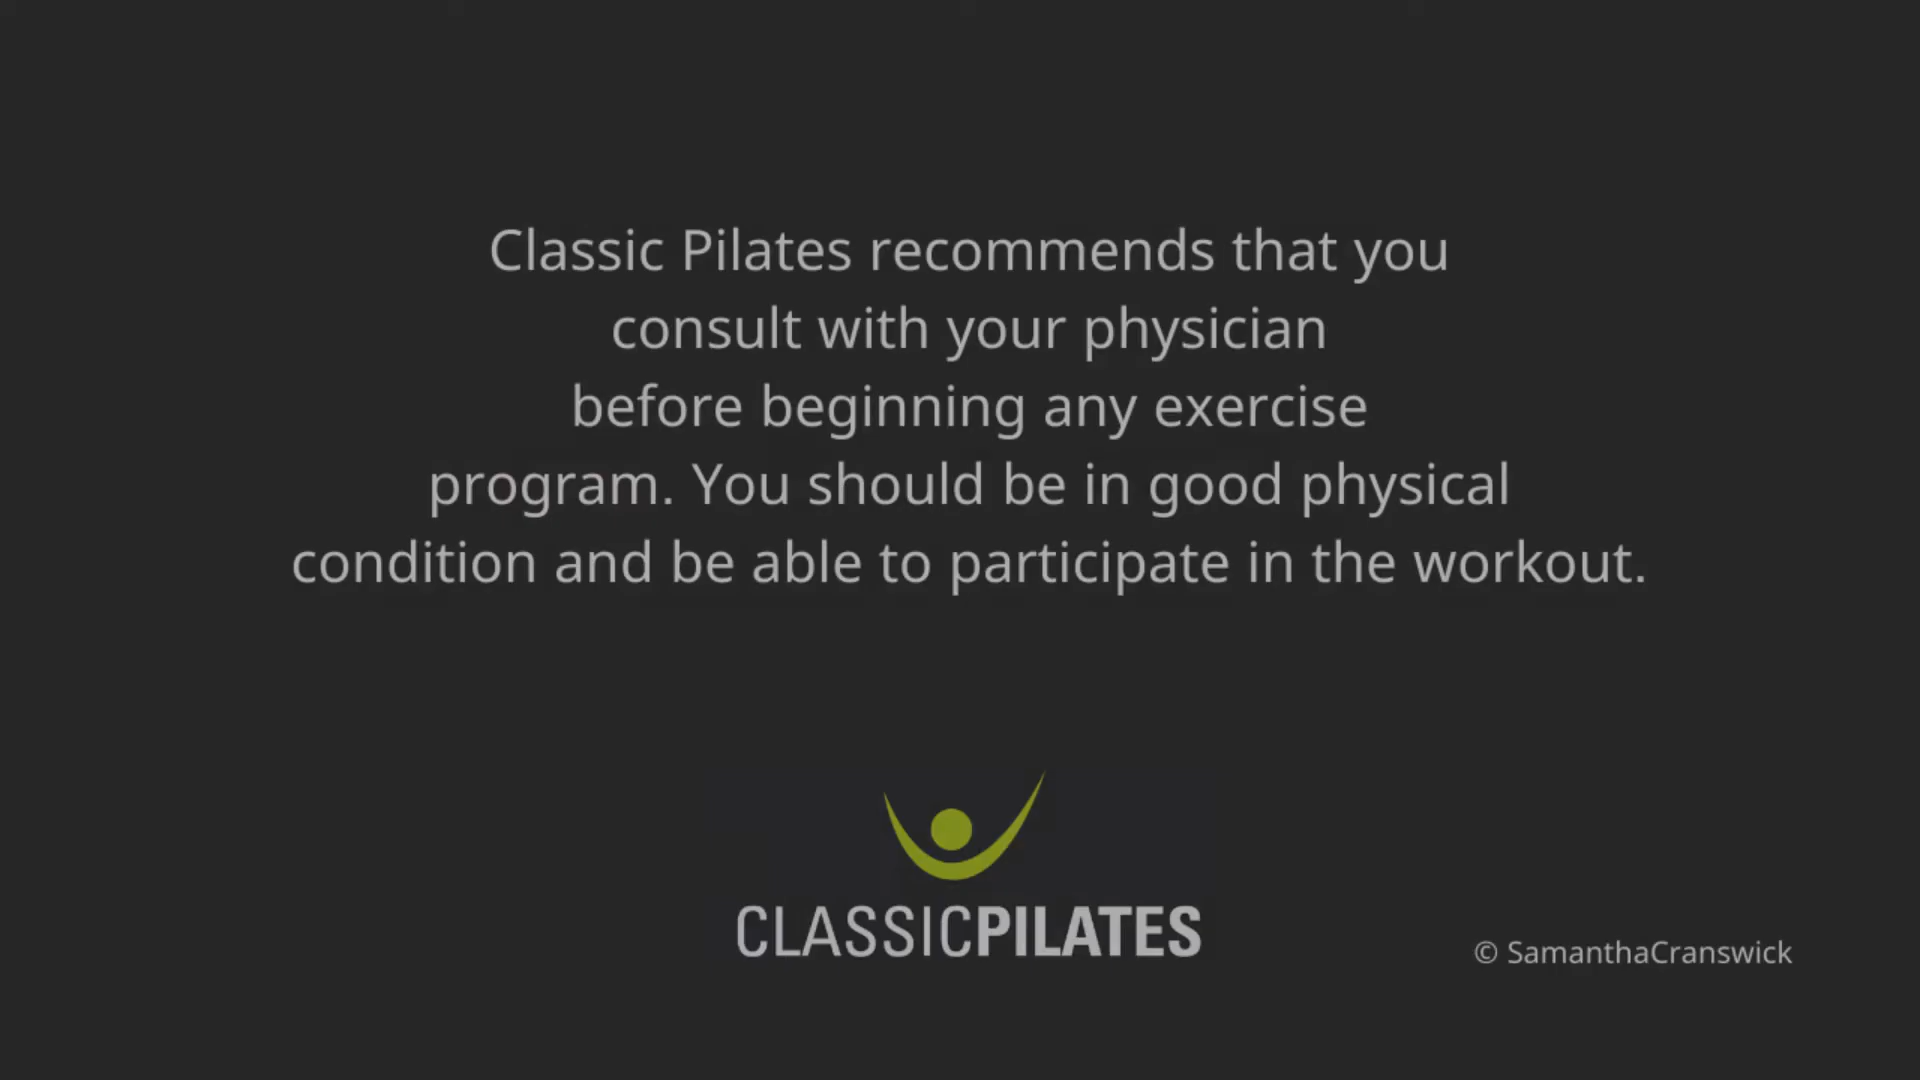 Classic Pilates recommends that you
consult with your physician
before beginning any exercise
program. You should be in good physical
condition and be able to participate in the workout.
CLASSICPILATES
© SamanthaCranswick